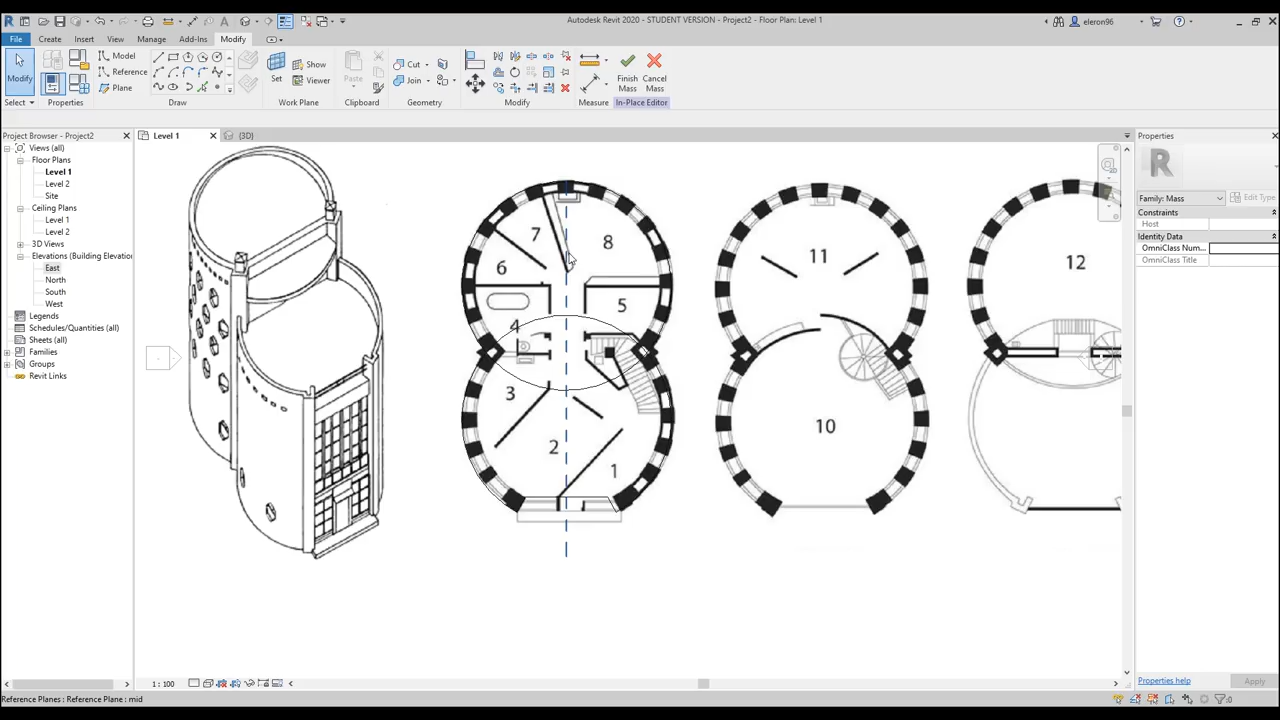 Autodesk Revit 2020 - STUDENT VERSION - Project2 - Floor Plan: Level 1
eleron96
File
Create
Insert
View
Manage
Add-Ins
Modify
Modify
Model
Reference
Plane
Set
Show
Viewer
Paste
Cut
Join
Finish
Mass
Cancel
Mass
Select
Properties
Draw
Work Plane
Clipboard
Geometry
Modify
Measure
In-Place Editor
Project Browser - Project2
Level 1
(3D)
Properties
Views (all)
Floor Plans
Level 1
Level 2
Site
Ceiling Plans
Level 1
Level 2
3D Views
Elevations (Building Elevation
East
North
South
West
Legends
Schedules/Quantities (all)
Sheets (all)
Families
Groups
Revit Links
7
8
6
5
4
3
2
1
11
10
12
Family: Mass
Edit Type
Constraints
Host
Identity Data
OmniClass Num...
OmniClass Title
Properties help
Apply
1 : 100
Reference Planes : Reference Plane : mid
:0